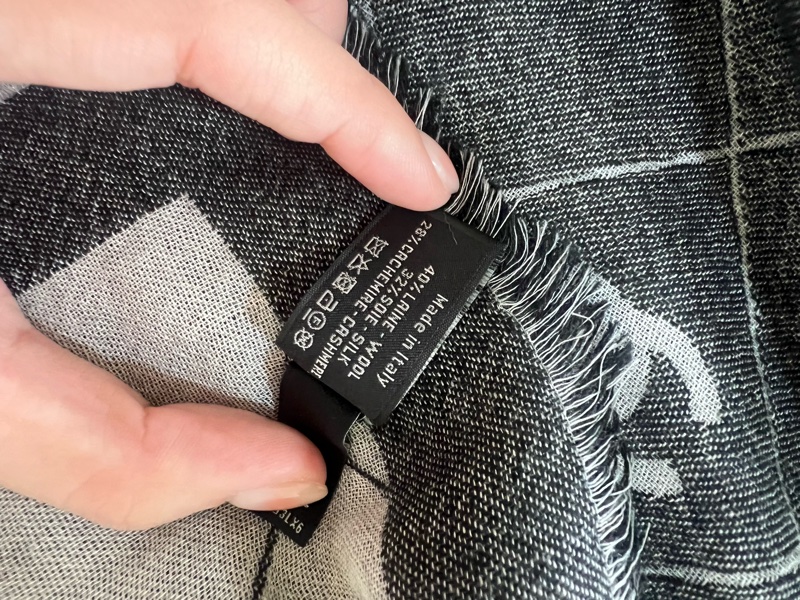 Made in Italy
40% LAINE - WOOL
32% SOIE - SILK
28% CACHEMIRE - CASHMERE